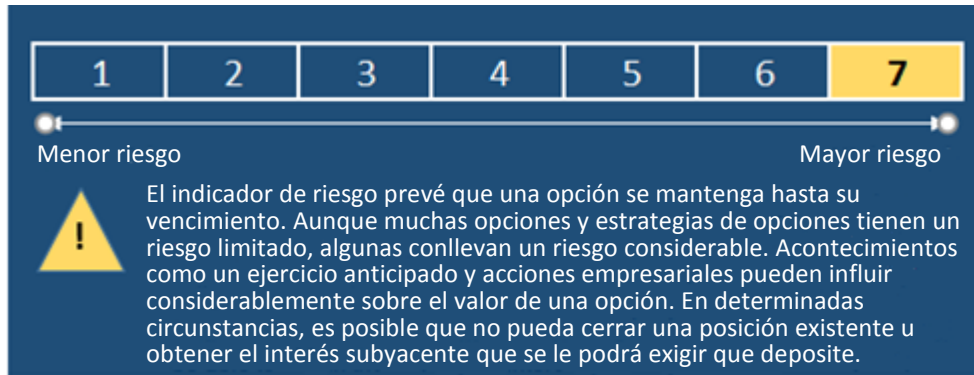 1 2 3 4 5 6 7
Menor riesgo Mayor riesgo
El indicador de riesgo prevé que una opción se mantenga hasta su
vencimiento. Aunque muchas opciones y estrategias de opciones tienen un
riesgo limitado, algunas conllevan un riesgo considerable. Acontecimientos
como un ejercicio anticipado y acciones empresariales pueden influir
considerablemente sobre el valor de una opción. En determinadas
circunstancias, es posible que no pueda cerrar una posición existente u
obtener el interés subyacente que se le podrá exigir que deposite.
!